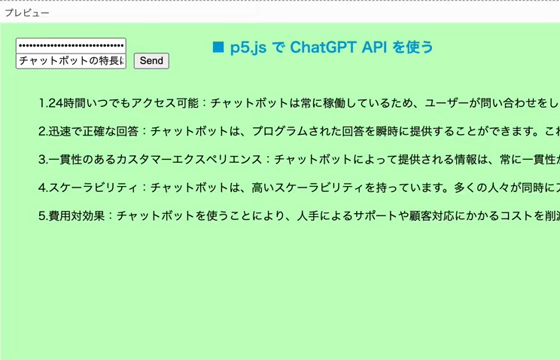 プレビュー
■ p5.js で ChatGPT API を使う
••••••••••••••••••••••••••••••
チャットボットの特長に
Send
1.24時間いつでもアクセス可能：チャットボットは常に稼働しているため、ユーザーが問い合わせをし
2.迅速で正確な回答：チャットボットは、プログラムされた回答を瞬時に提供することができます。これ
3.一貫性のあるカスタマーエクスペリエンス：チャットボットによって提供される情報は、常に一貫性が
4.スケーラビリティ：チャットボットは、高いスケーラビリティを持っています。多くの人々が同時にア
5.費用対効果：チャットボットを使うことにより、人手によるサポートや顧客対応にかかるコストを削減